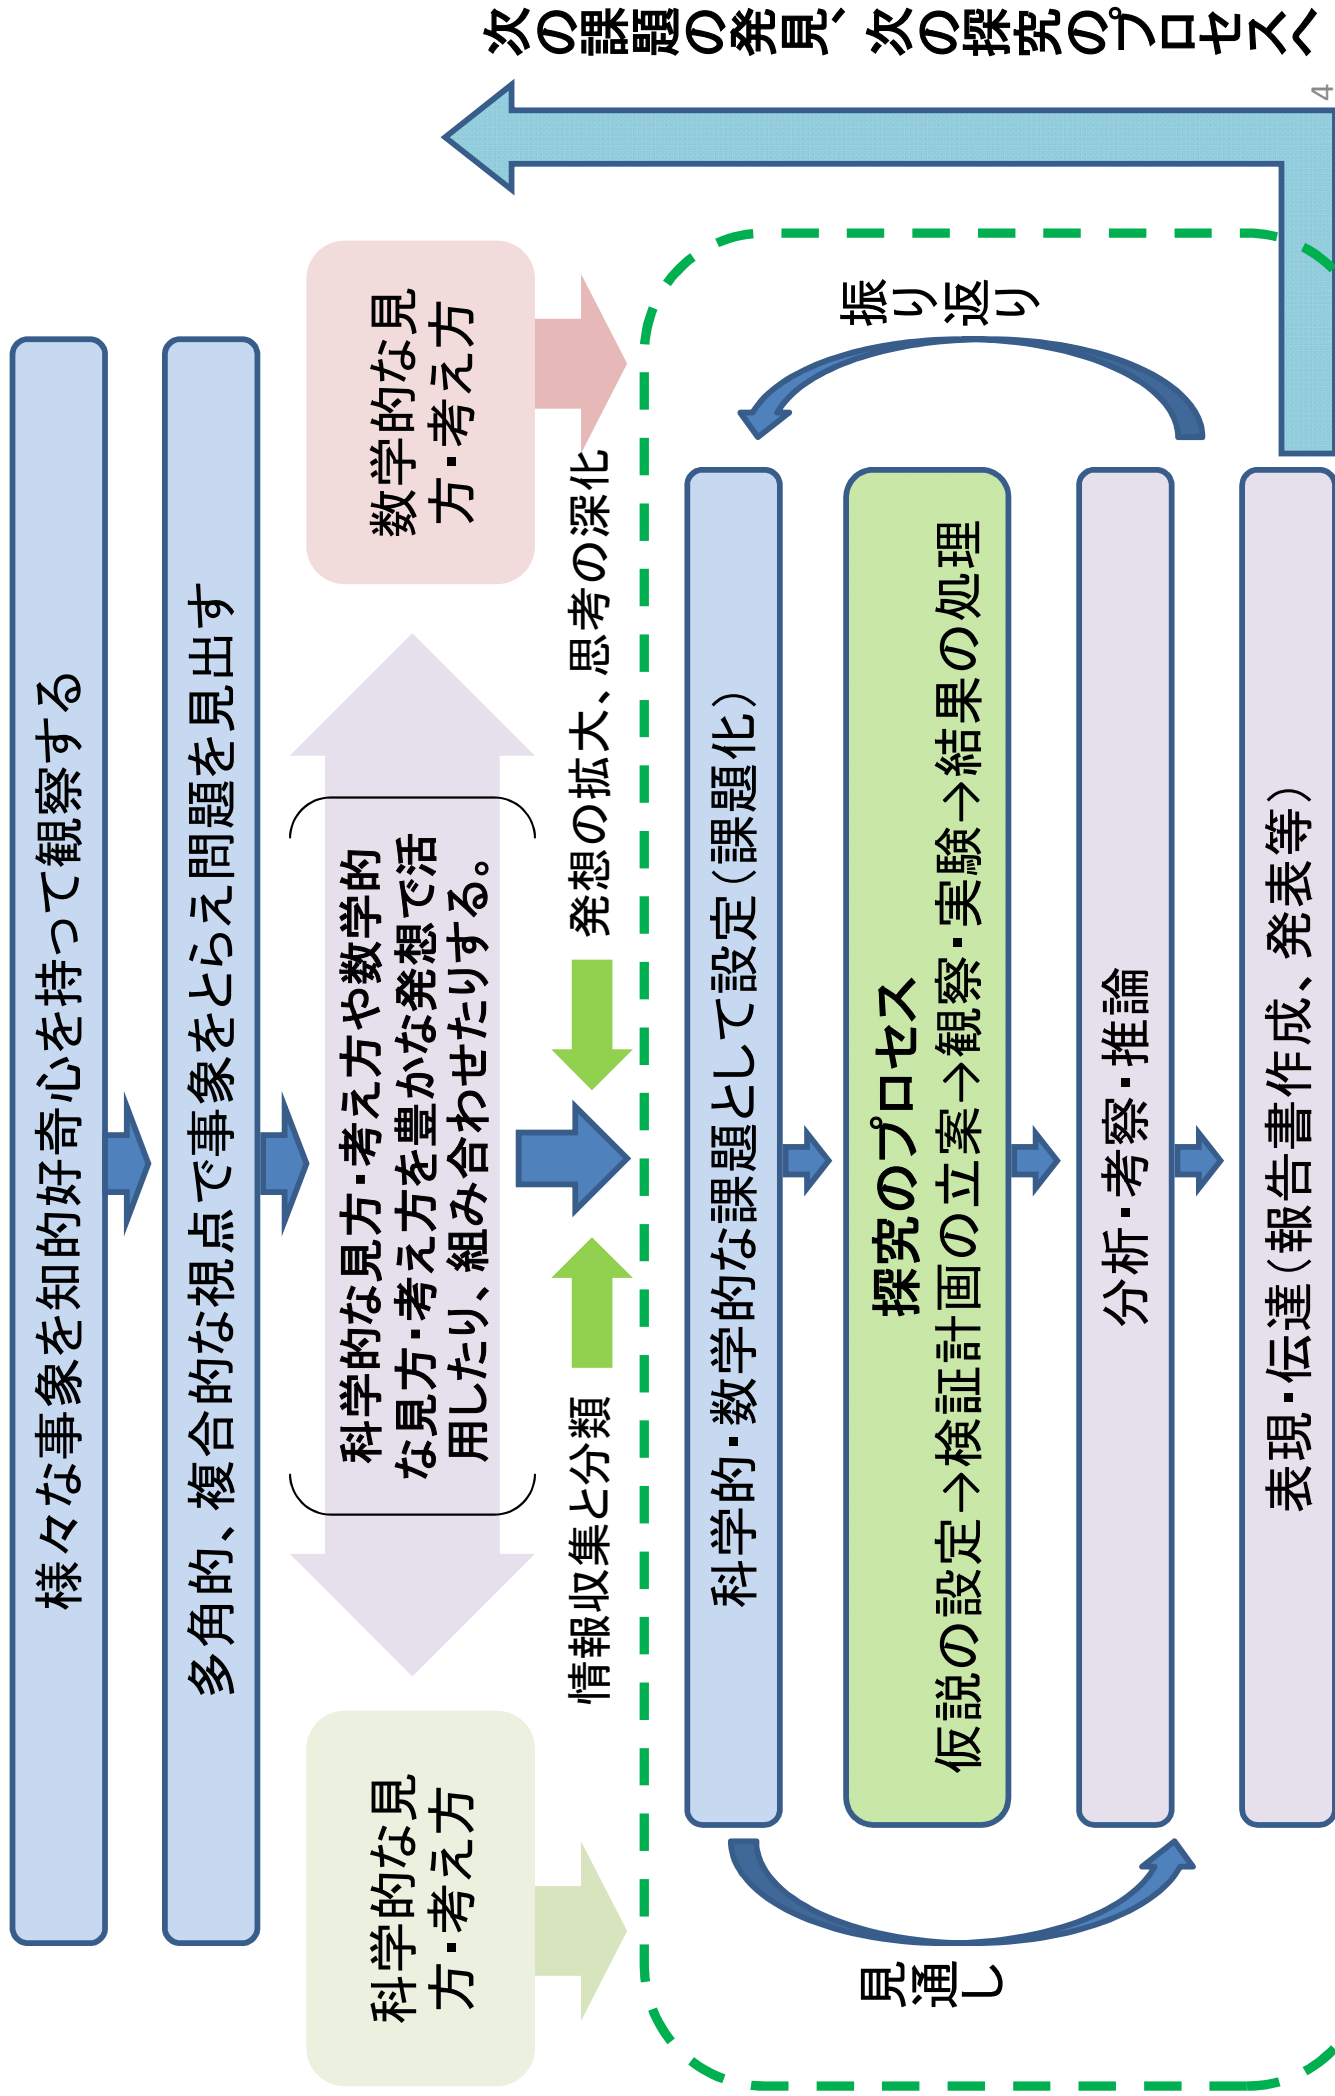 様々な事象を知的好奇心を持って観察する
多角的、複合的な視点で事象をとらえ問題を見出す
科学的な見
方・考え方
科学的な見方・考え方や数学的
な見方・考え方を豊かな発想で活
用したり、組み合わせたりする。
数学的な見
方・考え方
情報収集と分類
発想の拡大、思考の深化
科学的・数学的な課題として設定（課題化）
探究のプロセス
仮説の設定→検証計画の立案→観察・実験→結果の処理
分析・考察・推論
表現・伝達（報告書作成、発表等）
見通し
振り返り
次の課題の発見、次の探究のプロセスへ
4